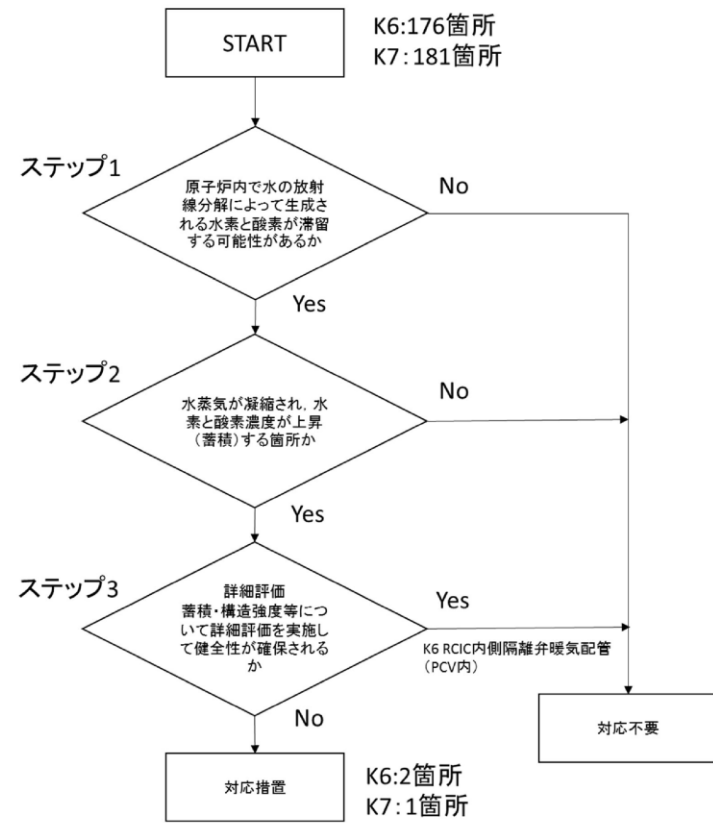 START
K6:176箇所
K7:181箇所
ステップ1
原子炉内で水の放射
線分解によって生成さ
れる水素と酸素が滞留
する可能性があるか
No
Yes
ステップ2
水蒸気が凝縮され,水
素と酸素濃度が上昇
(蓄積)する箇所か
No
Yes
ステップ3
詳細評価
蓄積・構造強度等につ
いて詳細評価を実施し
て健全性が確保される
か
Yes
K6 RCIC内側隔離弁暖気配管
(PCV内)
No
対応不要
対応措置
K6:2箇所
K7:1箇所